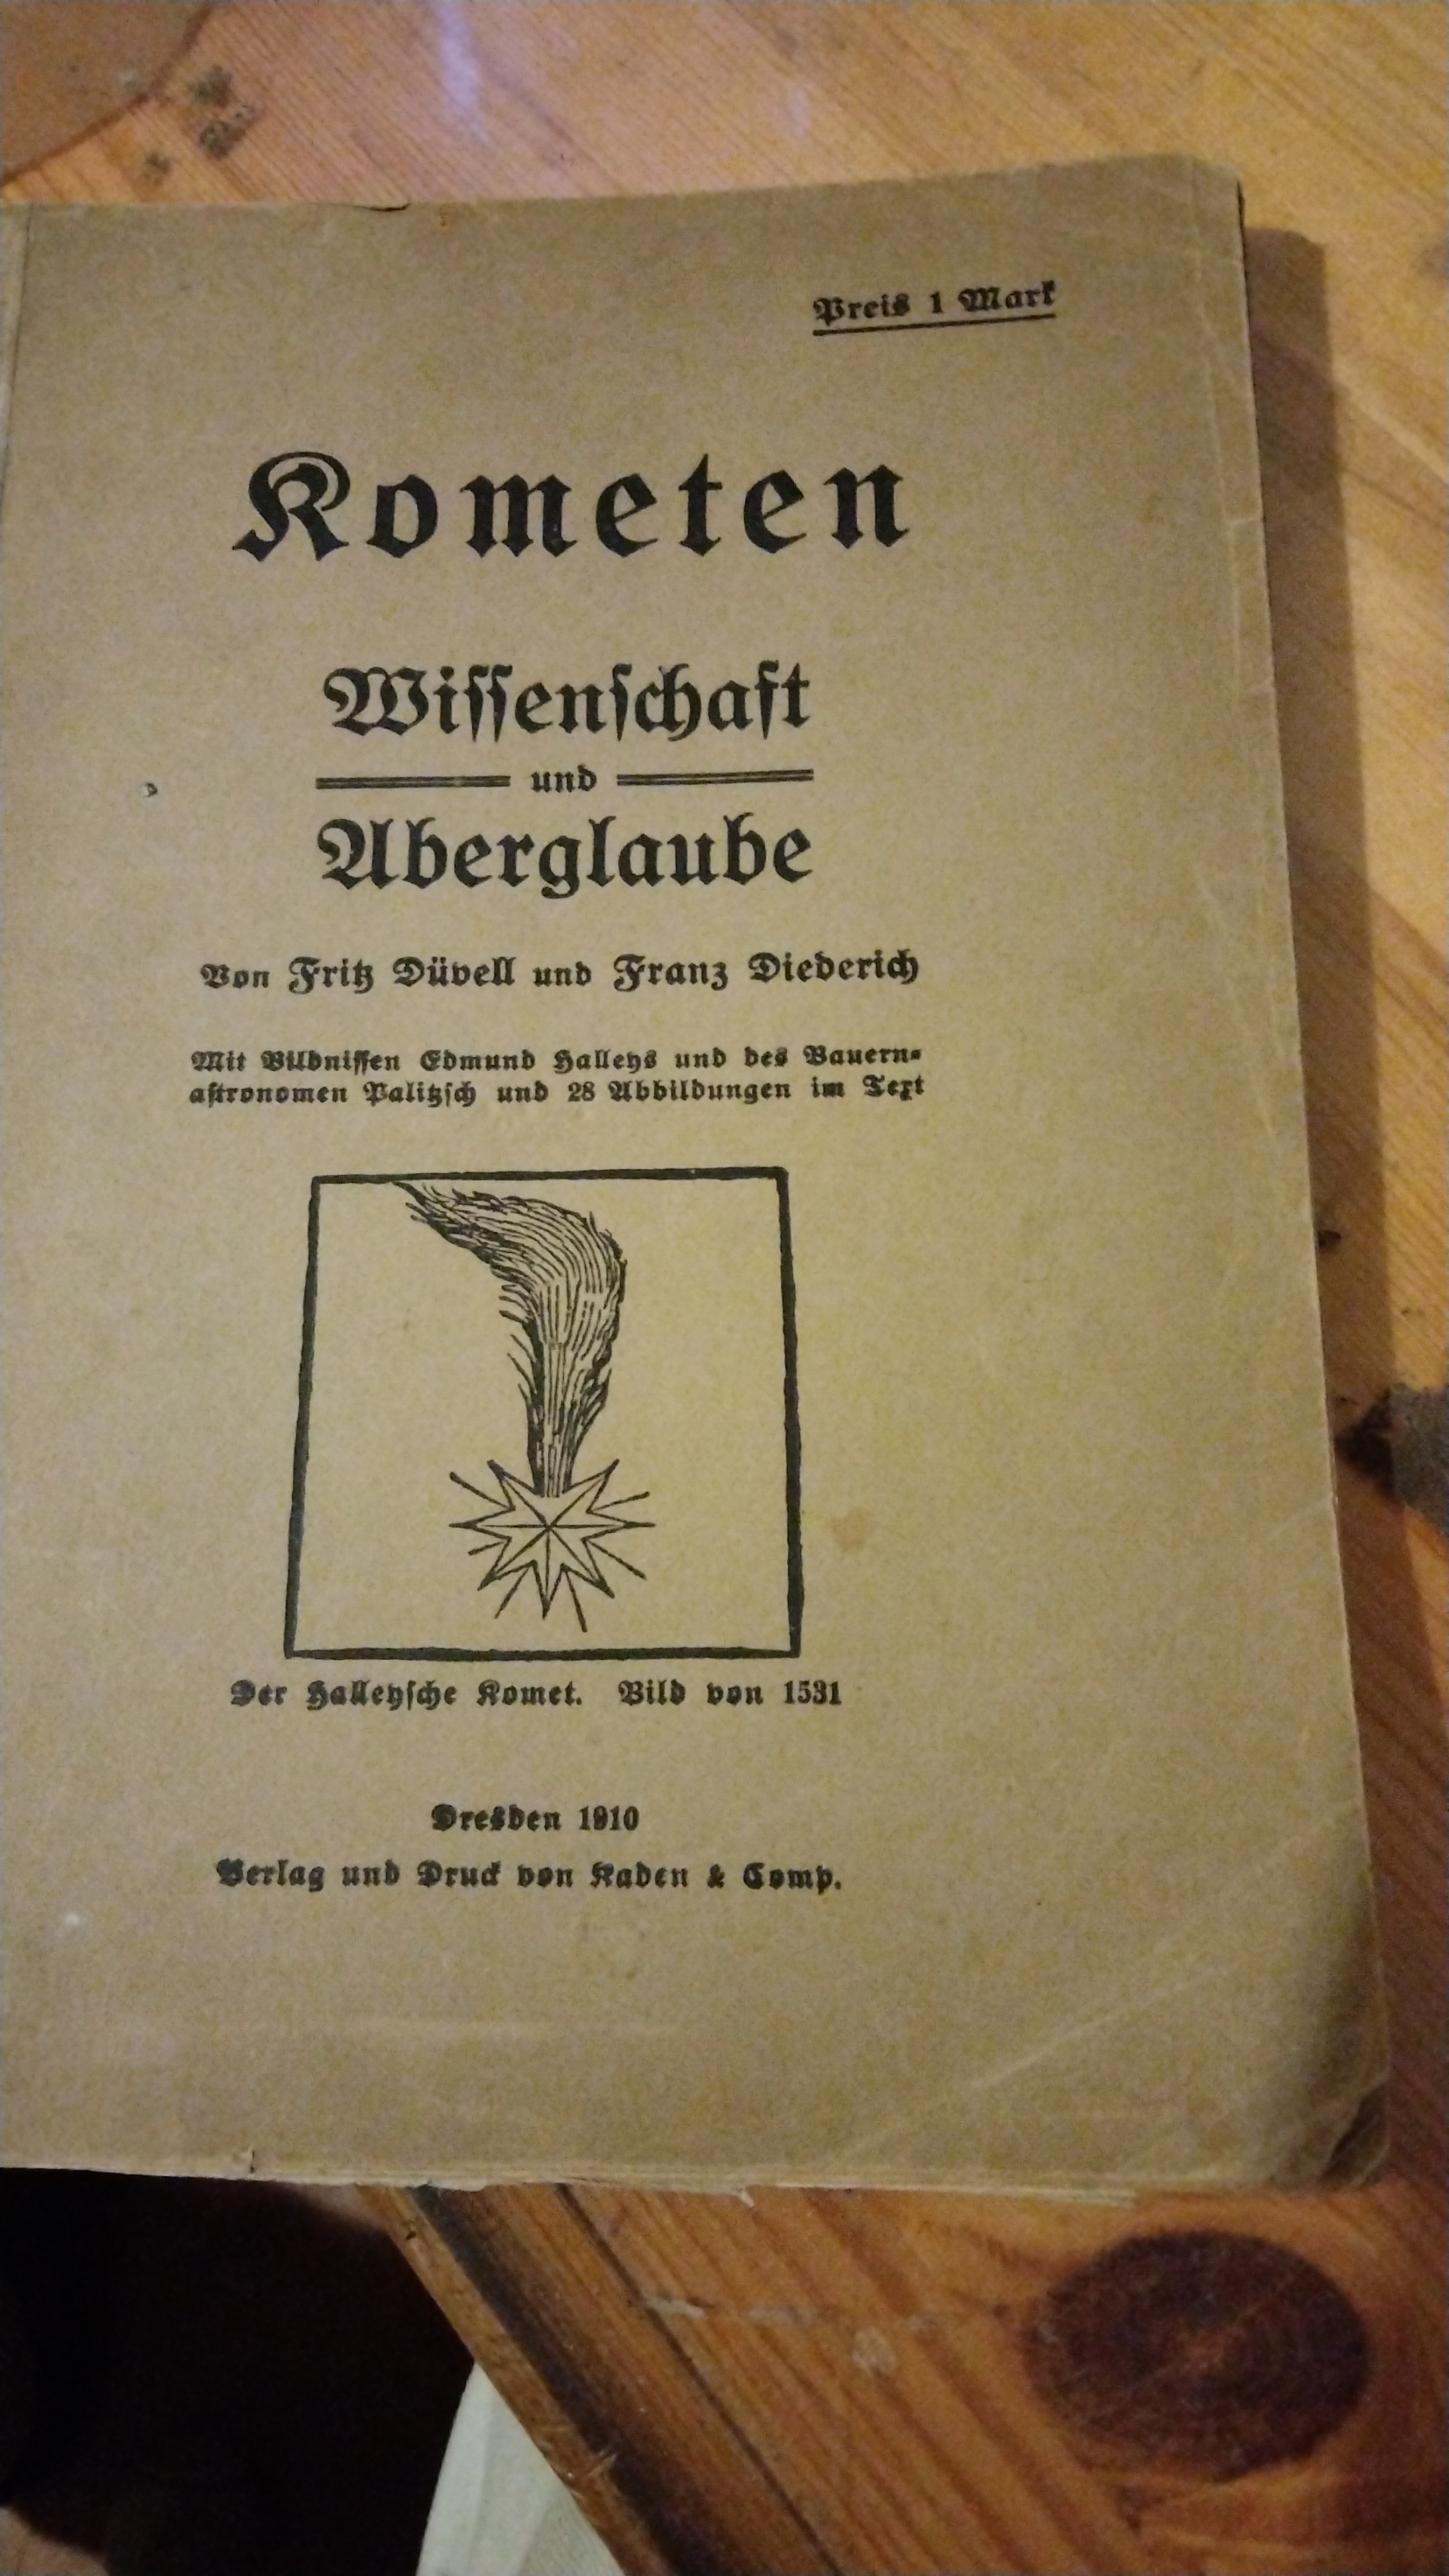 Preis 1 Mark
Kometen
Wiſſenſchaft
und
Aberglaube
Von Fritz Düvell und Franz Diederich
Mit Bildniſſen Edmund Halleys und des Bauern⸗
aſtronomen Palitzſch und 28 Abbildungen im Text
Der Halleyſche Komet. Bild von 1531
Dresden 1910
Verlag und Druck von Kaden & Comp.